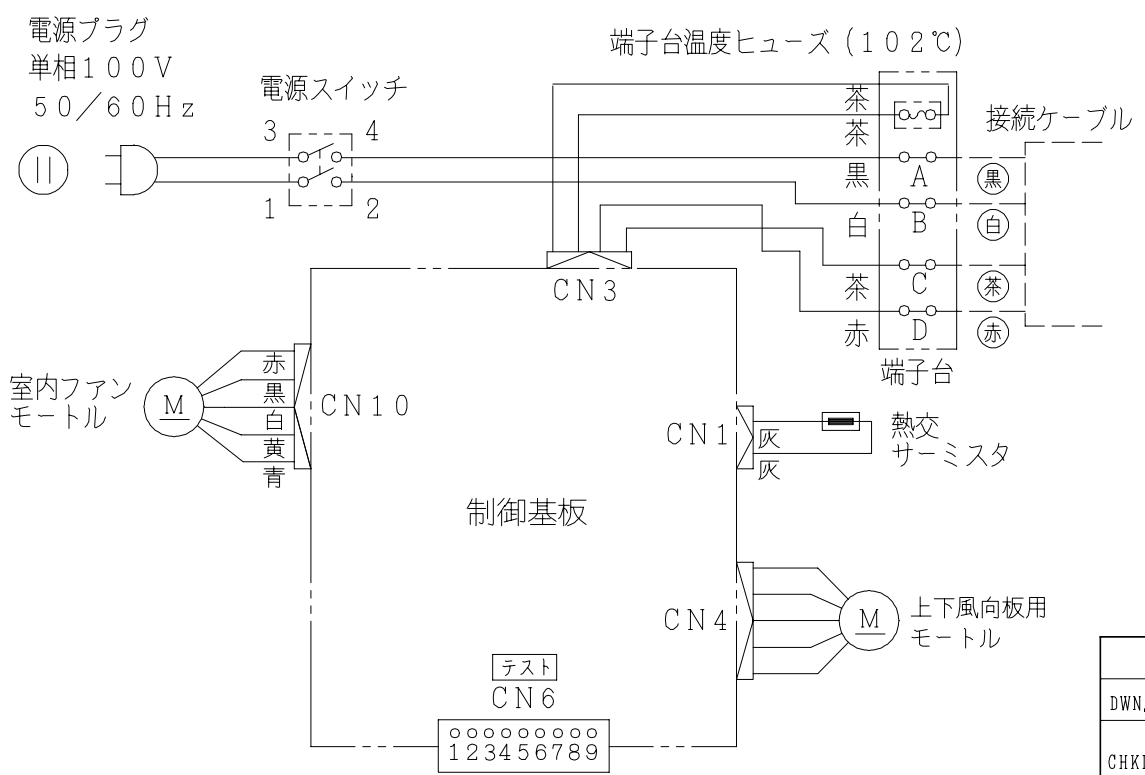 電源プラグ
単相100V
50/60Hz
電源スイッチ
3
4
1
2
端子台温度ヒューズ(102℃)
接続ケーブル
茶
茶
黒
A
黒
白
B
白
茶
C
茶
赤
D
赤
端子台
CN3
室内ファン
モートル
M
赤
黒
白
黄
青
CN10
CN1
灰
灰
熱交
サーミスタ
制御基板
CN4
M
上下風向板用
モートル
テスト
CN6
123456789
DWN.